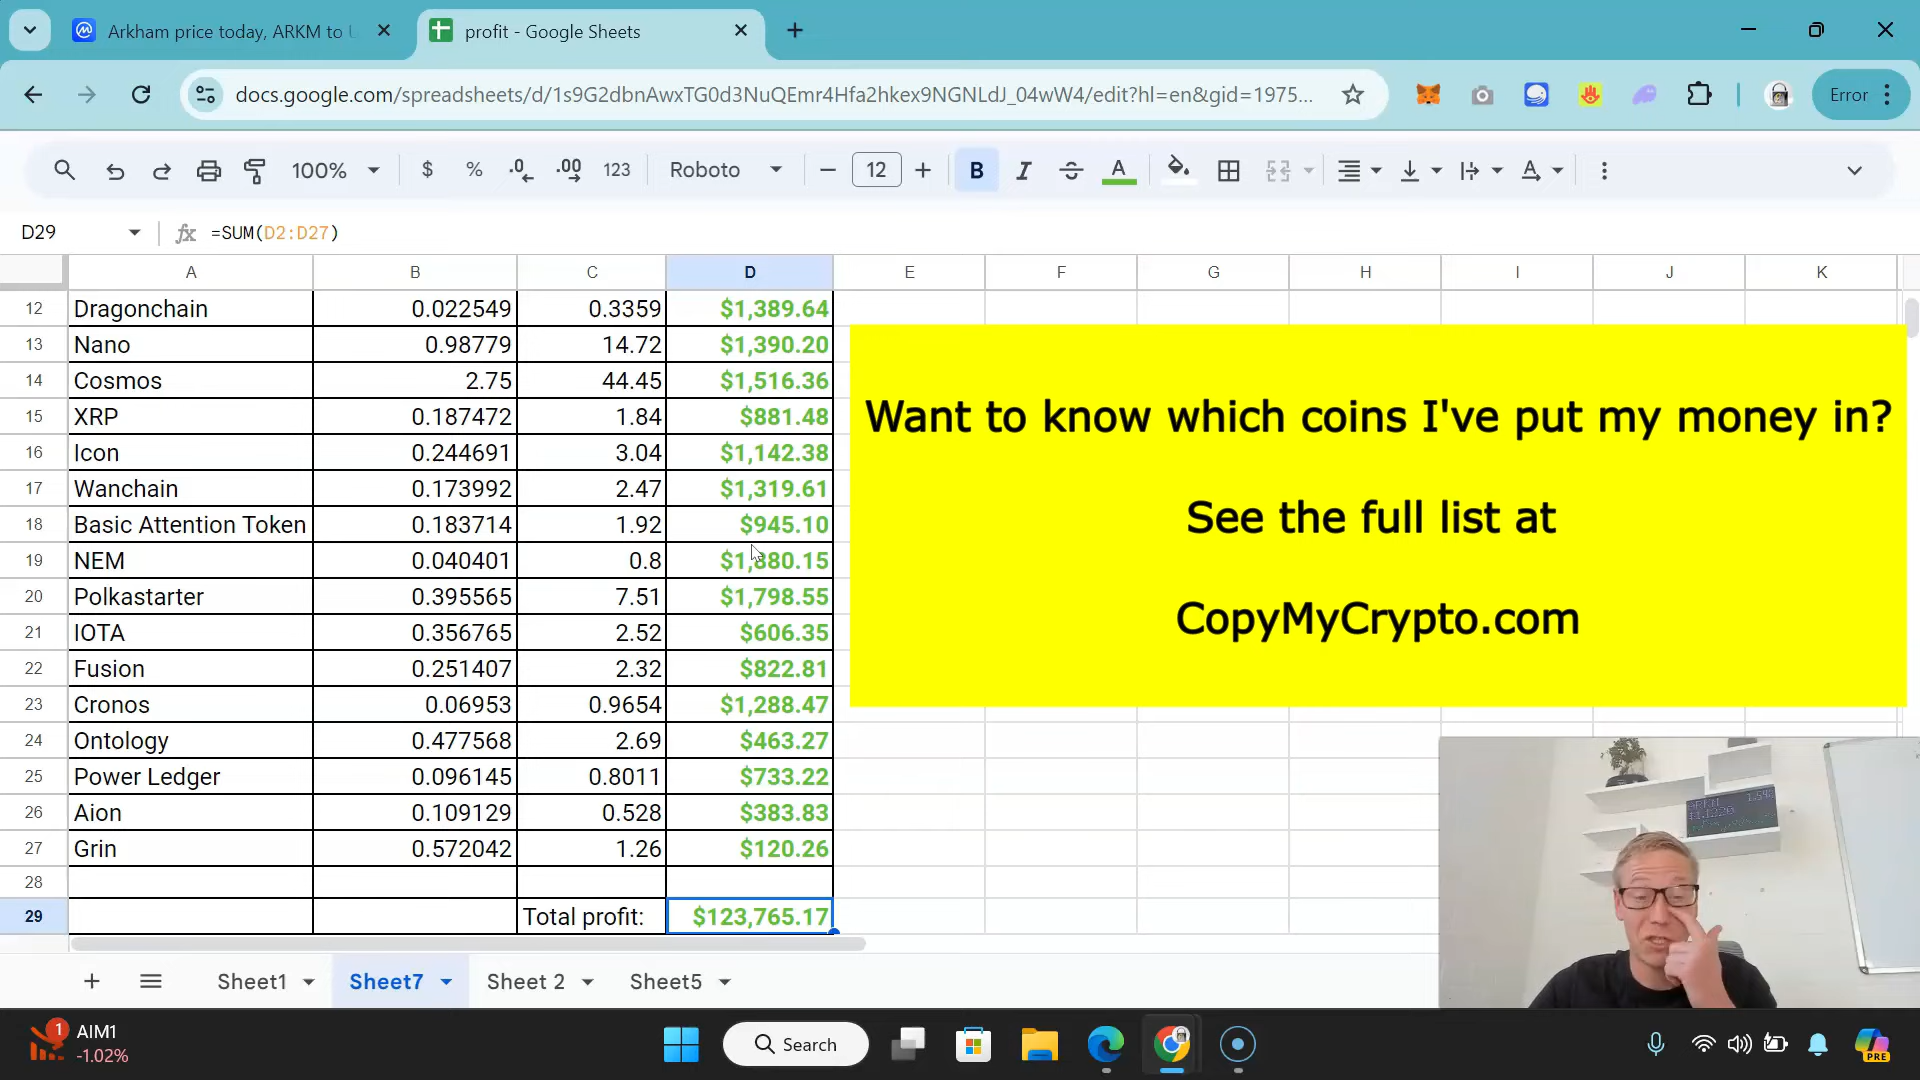 Arkham price today, ARKM to U
profit - Google Sheets
docs.google.com/spreadsheets/d/1s9G2dbnAwxTG0d3NuQEmr4Hfa2hkex9NGNLdJ_04wW4/edit?hl=en&gid=1975...
Error
100%
$ % .0 .00 123
Roboto
12
B I A
D29
fx =SUM(D2:D27)
A B C D E F G H I J K
12 Dragonchain 0.022549 0.3359 $1,389.64
13 Nano 0.98779 14.72 $1,390.20
14 Cosmos 2.75 44.45 $1,516.36
15 XRP 0.187472 1.84 $881.48
16 Icon 0.244691 3.04 $1,142.38
17 Wanchain 0.173992 2.47 $1,319.61
18 Basic Attention Token 0.183714 1.92 $945.10
19 NEM 0.040401 0.8 $1,880.15
20 Polkastarter 0.395565 7.51 $1,798.55
21 IOTA 0.356765 2.52 $606.35
22 Fusion 0.251407 2.32 $822.81
23 Cronos 0.06953 0.9654 $1,288.47
24 Ontology 0.477568 2.69 $463.27
25 Power Ledger 0.096145 0.8011 $733.22
26 Aion 0.109129 0.528 $383.83
27 Grin 0.572042 1.26 $120.26
28
29 Total profit: $123,765.17
Want to know which coins I've put my money in?
See the full list at
CopyMyCrypto.com
ARKM
Sheet1
Sheet7
Sheet 2
Sheet5
1
AIM1
-1.02%
Search
PRE